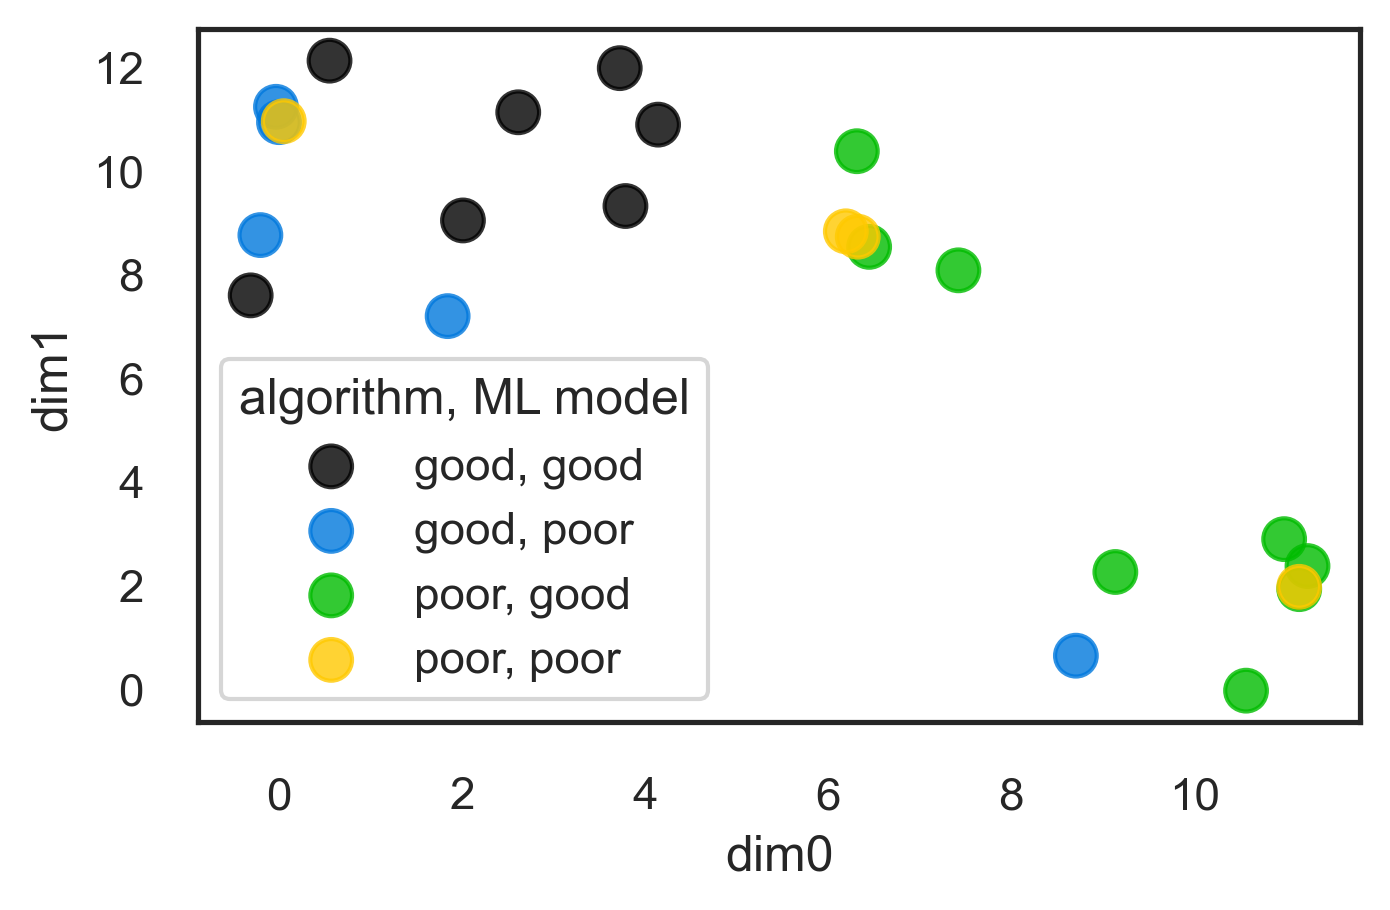 12
10
8
6
4
2
0
dim1
algorithm, ML model
good, good
good, poor
poor, good
poor, poor
0 2 4 6 8 10
dim0